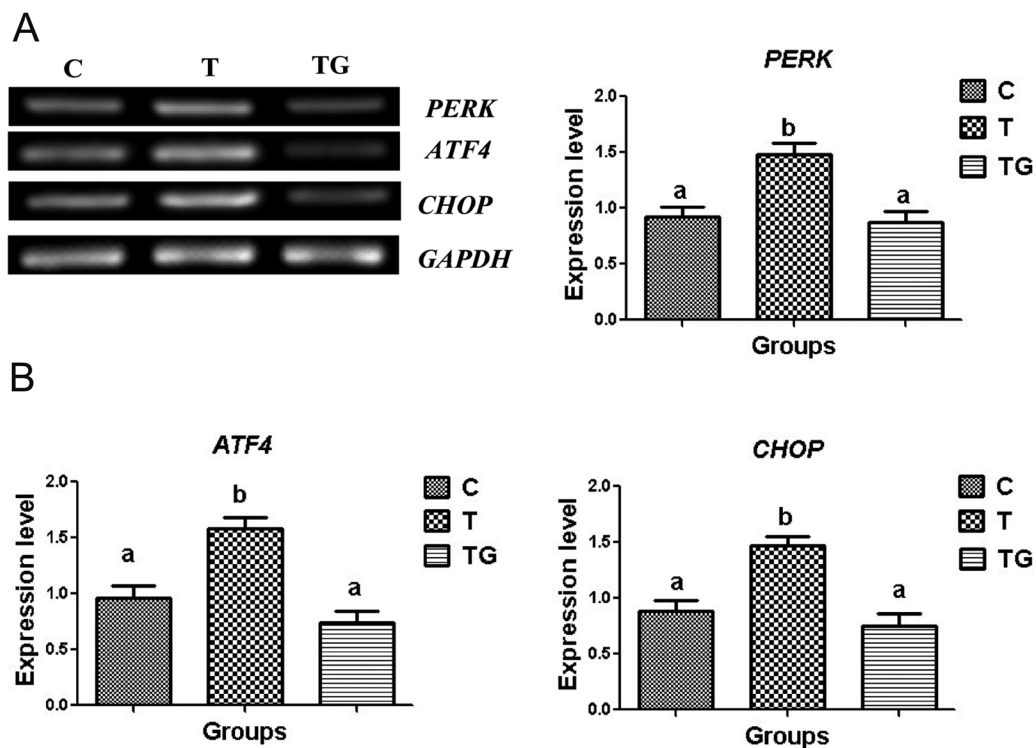 A
C T TG
PERK
ATF4
CHOP
GAPDH
PERK
Expression level
2.0
1.5
1.0
0.5
0.0
a
b
a
Groups
C
T
TG
B
ATF4
Expression level
2.0
1.5
1.0
0.5
0.0
a
b
a
Groups
C
T
TG
CHOP
Expression level
2.0
1.5
1.0
0.5
0.0
a
b
a
Groups
C
T
TG